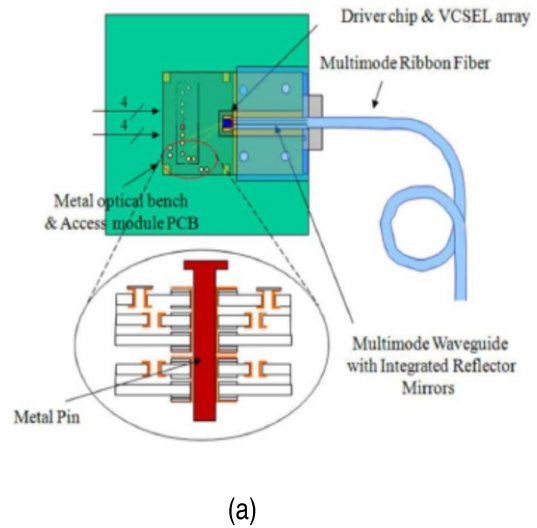 Driver chip & VCSEL array
Multimode Ribbon Fiber
4
4
Metal optical bench
& Access module PCB
Multimode Waveguide
with Integrated Reflector
Mirrors
Metal Pin
(a)